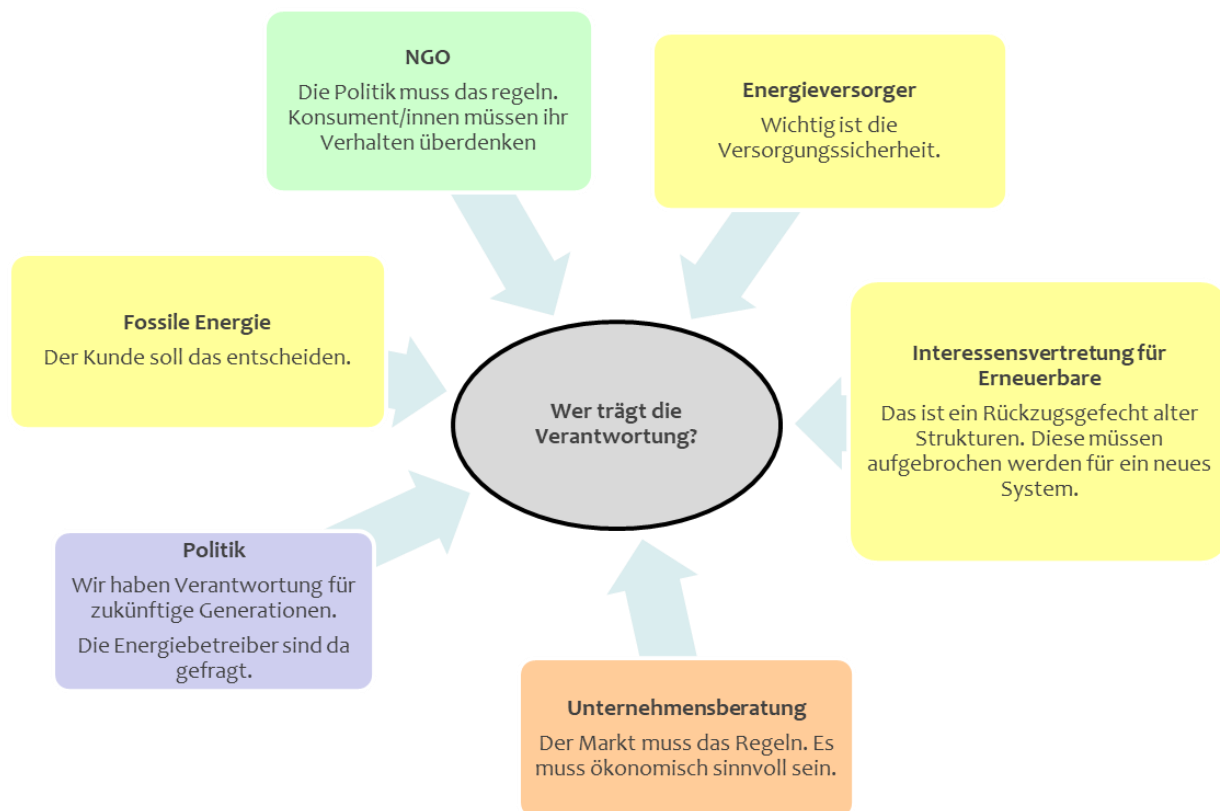 NGO
Die Politik muss das regeln.
Konsument/innen müssen ihr
Verhalten überdenken
Energieversorger
Wichtig ist die
Versorgungssicherheit.
Fossile Energie
Der Kunde soll das entscheiden.
Wer trägt die
Verantwortung?
Interessensvertretung für
Erneuerbare
Das ist ein Rückzugsgefecht alter
Strukturen. Diese müssen
aufgebrochen werden für ein neues
System.
Politik
Wir haben Verantwortung für
zukünftige Generationen.
Die Energiebetreiber sind da
gefragt.
Unternehmensberatung
Der Markt muss das Regeln. Es
muss ökonomisch sinnvoll sein.